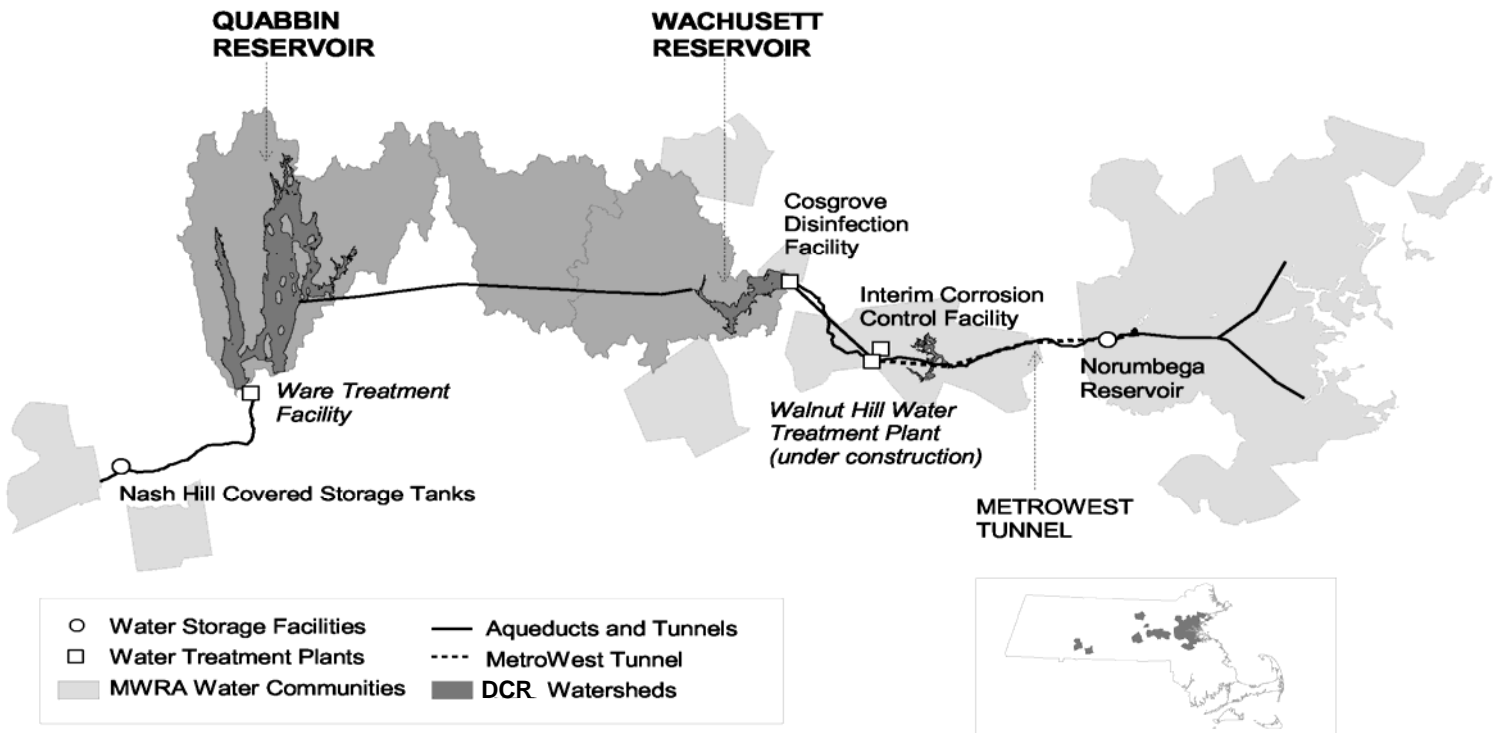 QUABBIN
RESERVOIR
WACHUSETT
RESERVOIR
Cosgrove
Disinfection
Facility
Interim Corrosion
Control Facility
Norumbega
Reservoir
Ware Treatment
Facility
Walnut Hill Water
Treatment Plant
(under construction)
Nash Hill Covered Storage Tanks
METROWEST
TUNNEL
Water Storage Facilities
Water Treatment Plants
MWRA Water Communities
Aqueducts and Tunnels
MetroWest Tunnel
DCR Watersheds